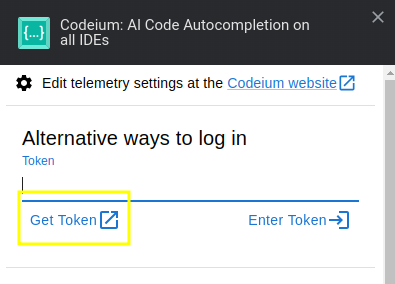 {...}
Codeium: AI Code Autocompletion on
all IDEs
Edit telemetry settings at the Codeium website
Alternative ways to log in
Token
Get Token
Enter Token